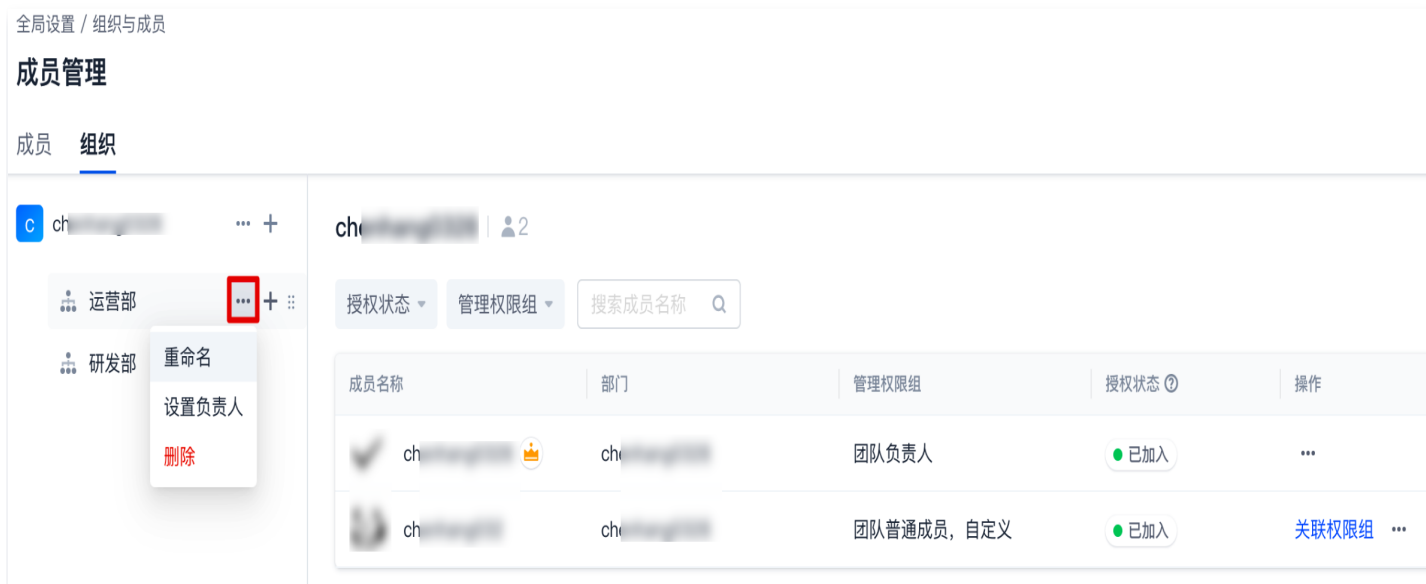 全局设置 / 组织与成员
成员管理
成员 组织
C ch ··· +
运营部 ··· +
研发部
重命名
设置负责人
删除
che 2
授权状态 管理权限组 搜索成员名称
成员名称 部门 管理权限组 授权状态 操作
ch ch 团队负责人 已加入 ···
ch ch 团队普通成员，自定义 已加入 关联权限组 ···